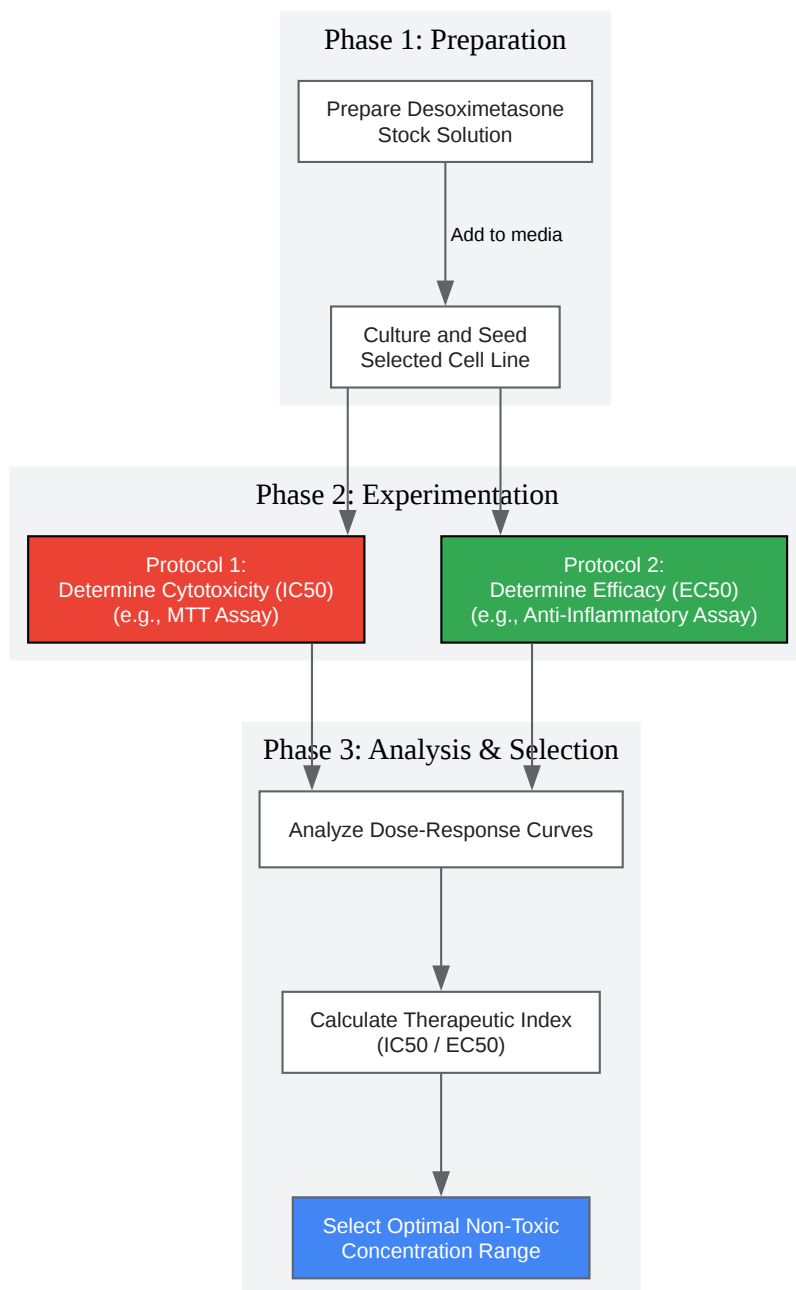 Phase 1: Preparation
Prepare Desoximetasone
Stock Solution
Add to media
Culture and Seed
Selected Cell Line
Phase 2: Experimentation
Protocol 1:
Determine Cytotoxicity (IC50)
(e.g., MTT Assay)
Protocol 2:
Determine Efficacy (EC50)
(e.g., Anti-Inflammatory Assay)
Phase 3: Analysis & Selection
Analyze Dose-Response Curves
Calculate Therapeutic Index
(IC50 / EC50)
Select Optimal Non-Toxic
Concentration Range